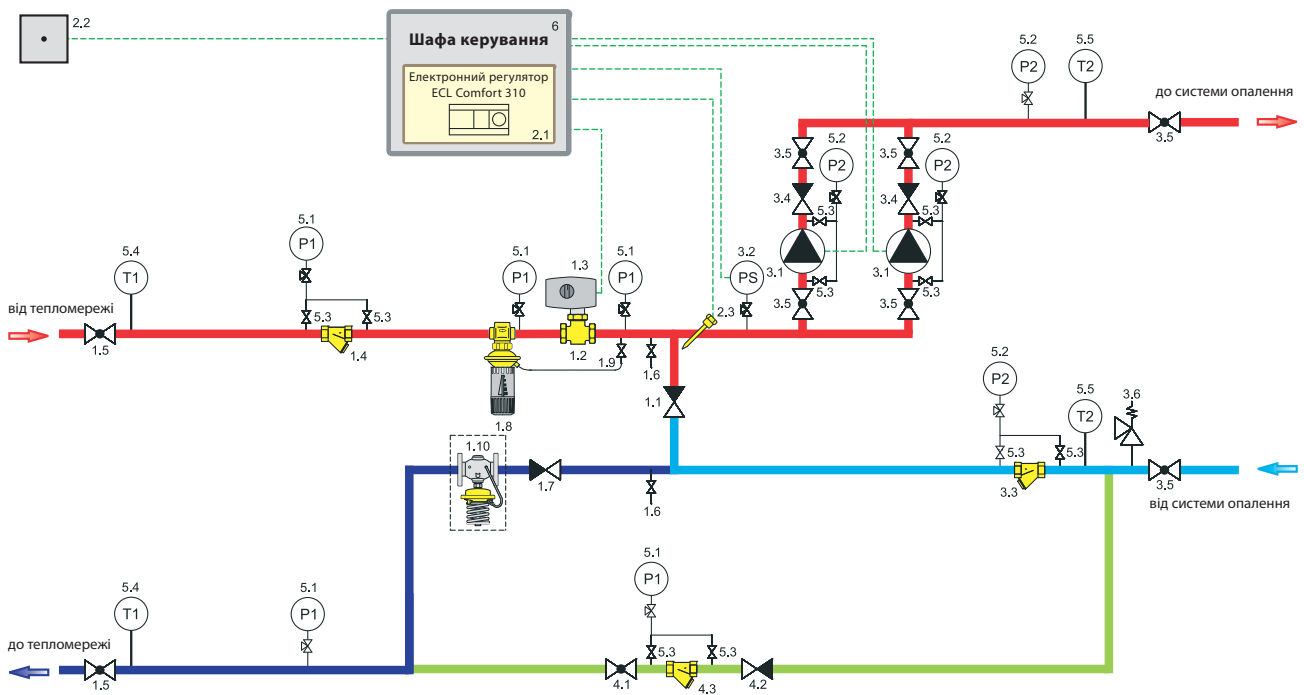 2.2
6
Шафа керування
Електронний регулятор
ECL Comfort 310
2.1
5.2
P2
5.5
T2
до системи опалення
3.5
3.5
5.2
P2
3.5
5.2
P2
3.4
5.3
3.4
5.3
3.1
5.3
3.1
5.3
3.5
3.5
5.4
T1
від тепломережі
1.5
5.1
P1
5.3
5.3
1.4
5.1
P1
1.3
1.2
5.1
P1
1.9
1.6
2.3
3.2
PS
1.8
1.1
5.2
P2
5.3
5.3
3.3
5.5
T2
3.6
3.5
від системи опалення
1.10
1.7
1.6
5.4
T1
до тепломережі
1.5
5.1
P1
5.1
P1
5.3
5.3
4.1
4.3
4.2